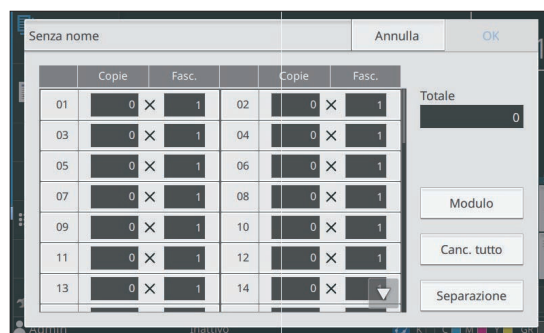 Senza nome Annulla OK
Copie Fasc. Copie Fasc.
Totale
0
01 0 X 1 02 0 X 1
03 0 X 1 04 0 X 1
05 0 X 1 06 0 X 1
07 0 X 1 08 0 X 1
Modulo
09 0 X 1 10 0 X 1
11 0 X 1 12 0 X 1
Canc. tutto
13 0 X 1 14 0 X
Separazione
Admin Inattivo K C M Y GR